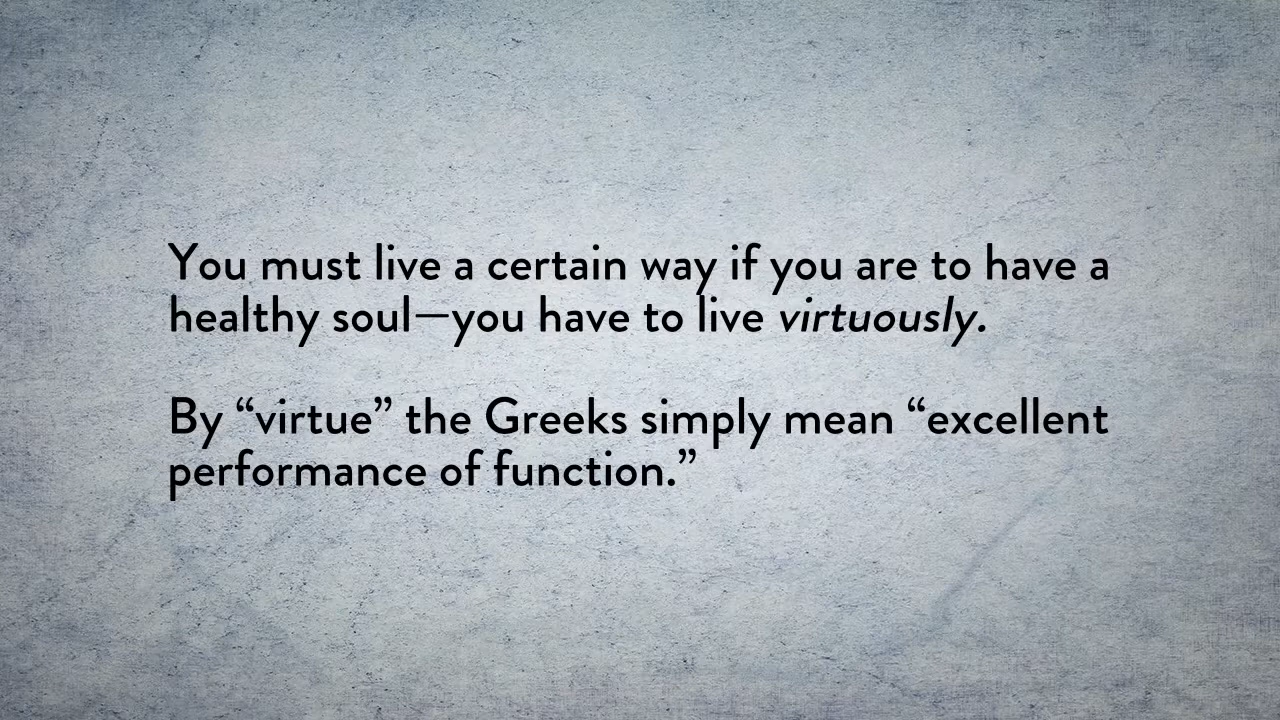 You must live a certain way if you are to have a
healthy soul—you have to live virtuously.
By “virtue” the Greeks simply mean “excellent
performance of function.”